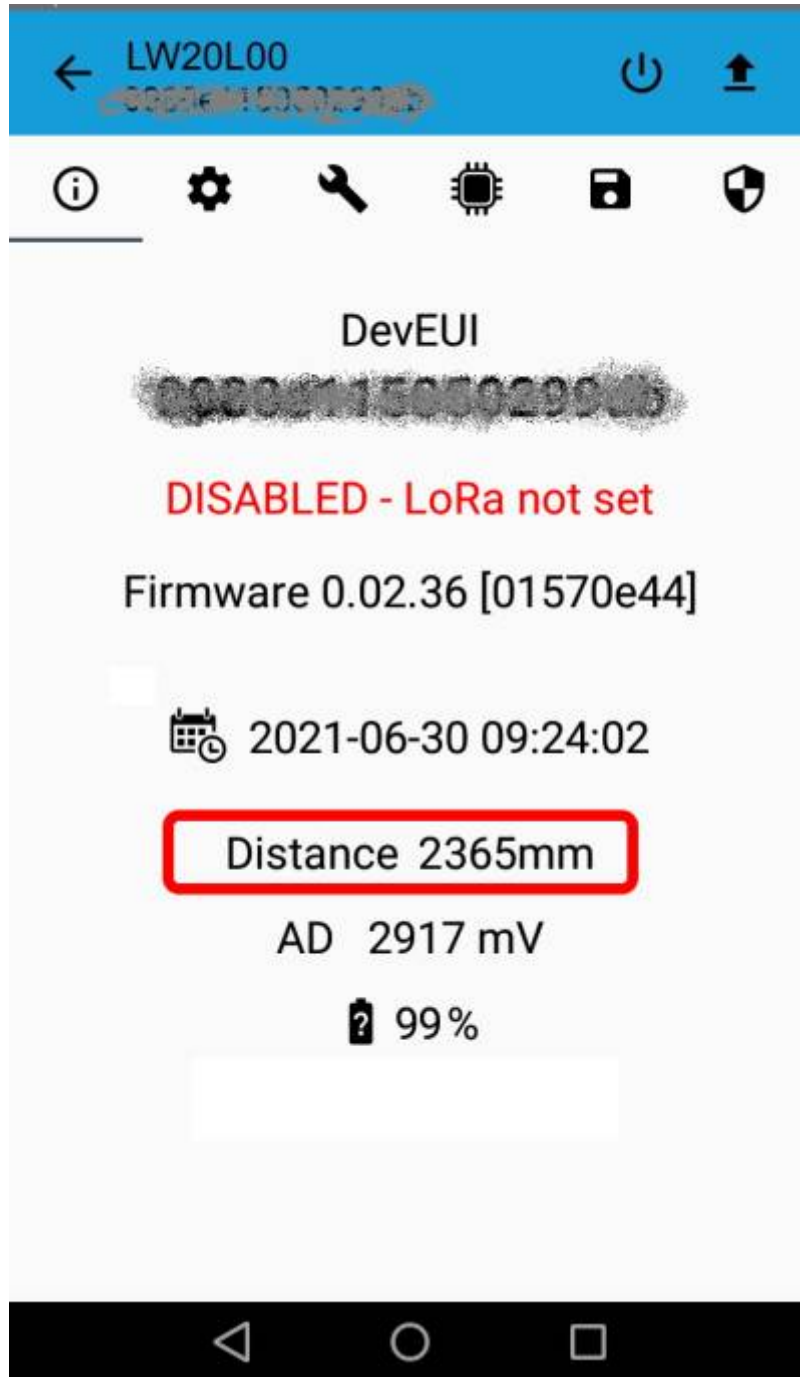 LW20L00
DevEUI
DISABLED - LoRa not set
Firmware 0.02.36 [01570e44]
2021-06-30 09:24:02
Distance 2365mm
AD 2917 mV
? 99%